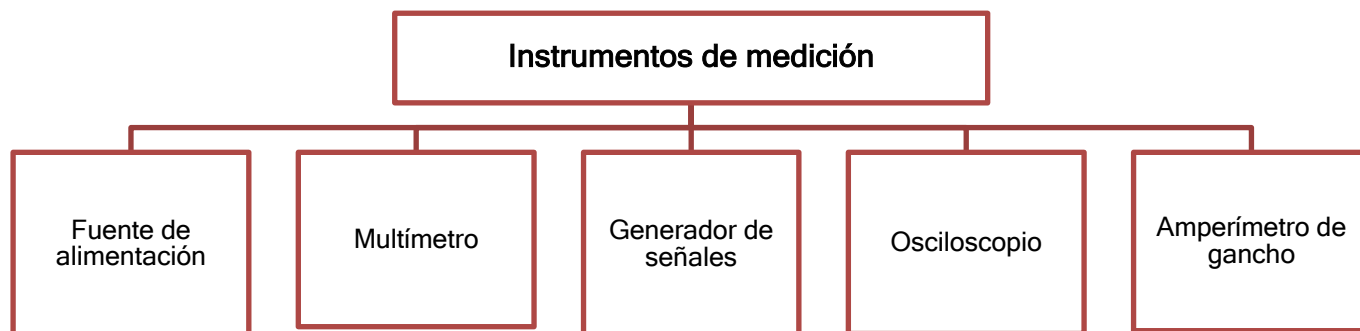 Instrumentos de medición
Fuente de
alimentación
Multímetro
Generador de
señales
Osciloscopio
Amperímetro de
gancho